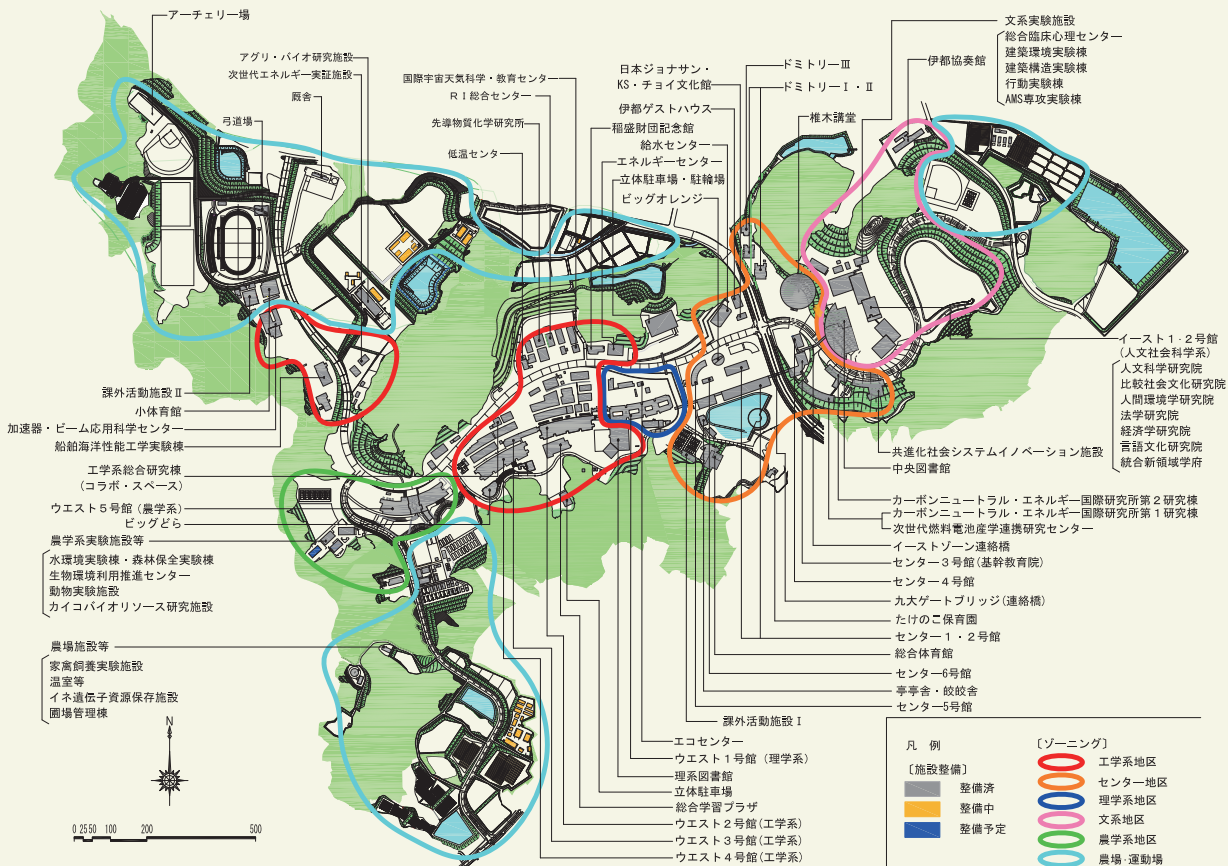 アーチェリー場
アグリ・バイオ研究施設
次世代エネルギー実証施設
厩舎
弓道場
国際宇宙天気科学・教育センター
RI総合センター
先導物質化学研究所
低温センター
日本ジョナサン・
KS・チョイ文化館
伊都ゲストハウス
稲盛財団記念館
給水センター
エネルギーセンター
立体駐車場・駐輪場
ビッグオレンジ
ドミトリーⅢ
ドミトリーⅠ・Ⅱ
椎木講堂
伊都協奏館
文系実験施設
総合臨床心理センター
建築環境実験棟
建築構造実験棟
行動実験棟
AMS専攻実験棟
課外活動施設Ⅱ
小体育館
加速器・ビーム応用科学センター
船舶海洋性能工学実験棟
工学系総合研究棟
(コラボ・スペース)
ウエスト5号館(農学系)
ビッグどら
農学系実験施設等
水環境実験棟・森林保全実験棟
生物環境利用推進センター
動物実験施設
カイコバイオリソース研究施設
農場施設等
家禽飼養実験施設
温室等
イネ遺伝子資源保存施設
圃場管理棟
N
0 25 50 100 200 500
イースト1・2号館
(人文社会科学系)
人文科学研究院
比較社会文化研究院
人間環境学研究院
法学研究院
経済学研究院
言語文化研究院
統合新領域学府
共進化社会システムイノベーション施設
中央図書館
カーボンニュートラル・エネルギー国際研究所第2研究棟
カーボンニュートラル・エネルギー国際研究所第1研究棟
次世代燃料電池産学連携研究センター
イーストゾーン連絡橋
センター3号館(基幹教育院)
センター4号館
九大ゲートブリッジ(連絡橋)
たけのこ保育園
センター1・2号館
総合体育館
センター6号館
亭亭舎・皎皎舎
センター5号館
課外活動施設Ⅰ
エコセンター
ウエスト1号館(理学系)
理系図書館
立体駐車場
総合学習プラザ
ウエスト2号館(工学系)
ウエスト3号館(工学系)
ウエスト4号館(工学系)
凡 例
〔施設整備〕
整備済
整備中
整備予定
〔ゾーニング〕
工学系地区
センター地区
理学系地区
文系地区
農学系地区
農場・運動場